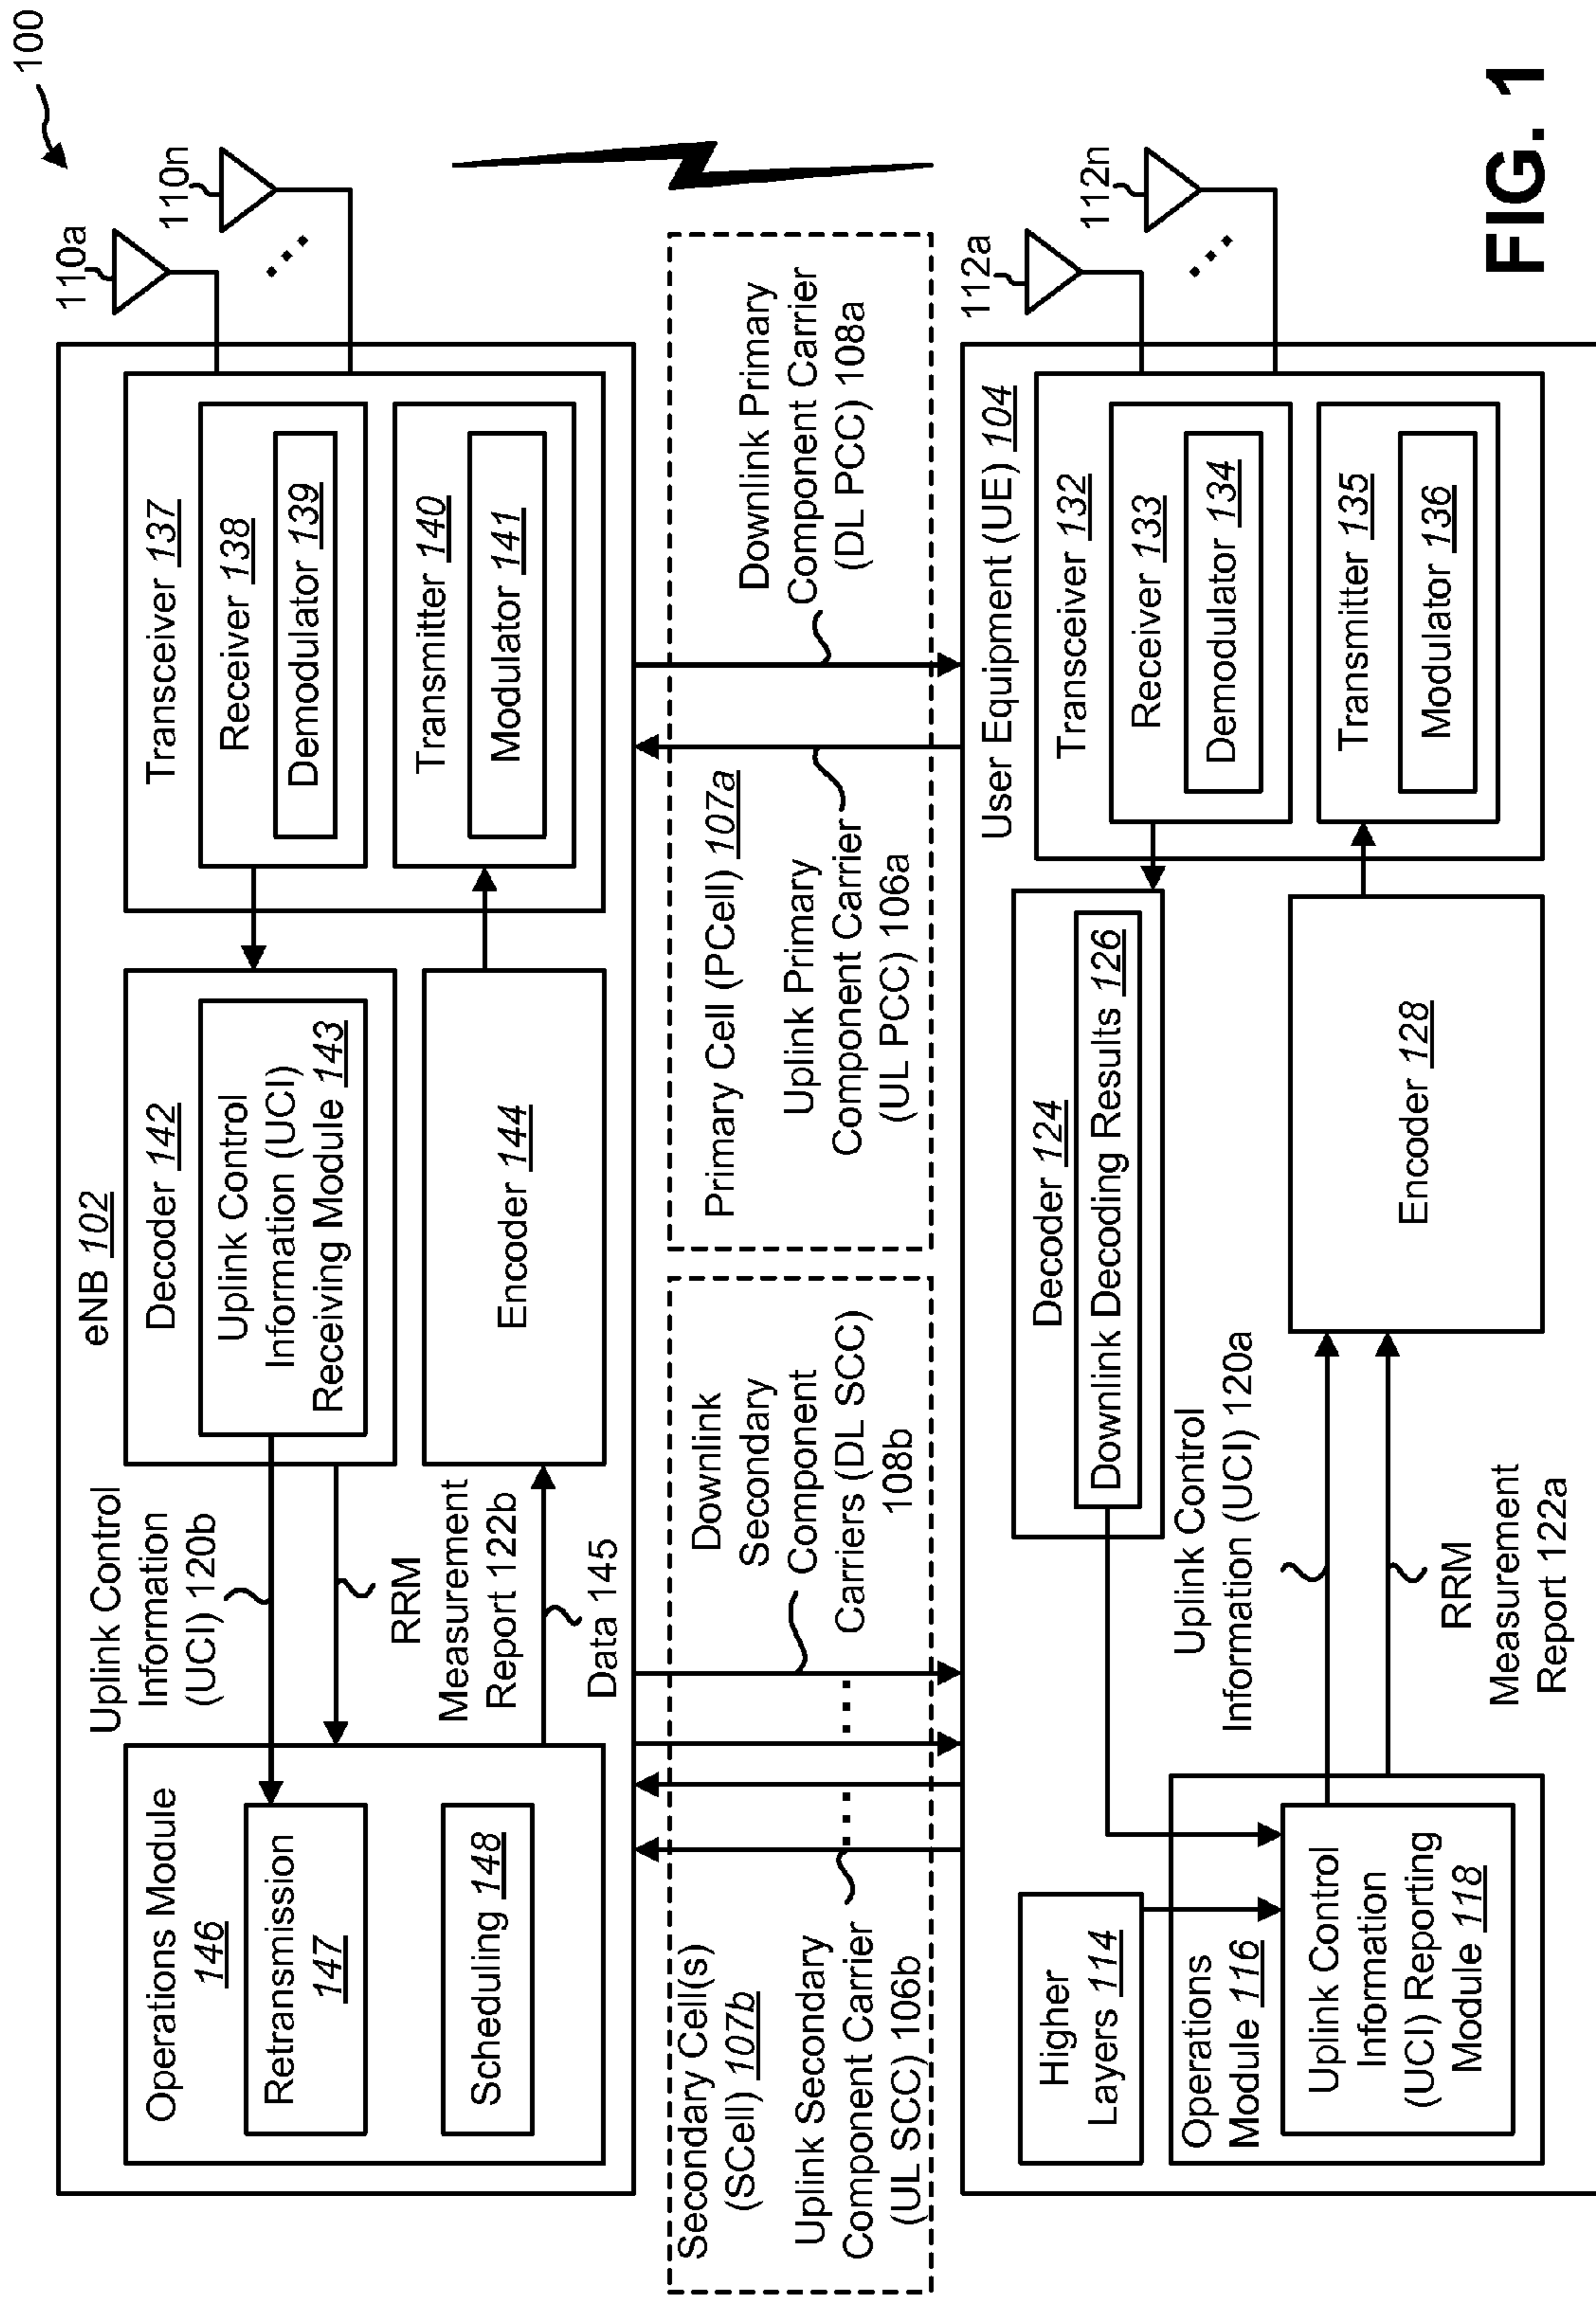 100
110a
110n
eNB 102
Transceiver 137
Receiver 138
Demodulator 139
Transmitter 140
Modulator 141
Decoder 142
Uplink Control
Information (UCI)
Receiving Module 143
Encoder 144
Uplink Control
Information
(UCI) 120b
RRM
Measurement
Report 122b
Data 145
Operations Module
146
Retransmission
147
Scheduling 148
Secondary Cell(s)
(SCell) 107b
Uplink Secondary
Component Carrier
(UL SCC) 106b
Downlink
Secondary
Component
Carriers (DL SCC)
108b
Primary Cell (PCell) 107a
Uplink Primary
Component Carrier
(UL PCC) 106a
Downlink Primary
Component Carrier
(DL PCC) 108a
112a
112n
User Equipment (UE) 104
Transceiver 132
Receiver 133
Demodulator 134
Transmitter 135
Modulator 136
Decoder 124
Downlink Decoding Results 126
Encoder 128
Uplink Control
Information (UCI) 120a
RRM
Measurement
Report 122a
Higher
Layers 114
Operations
Module 116
Uplink Control
Information
(UCI) Reporting
Module 118
FIG. 1